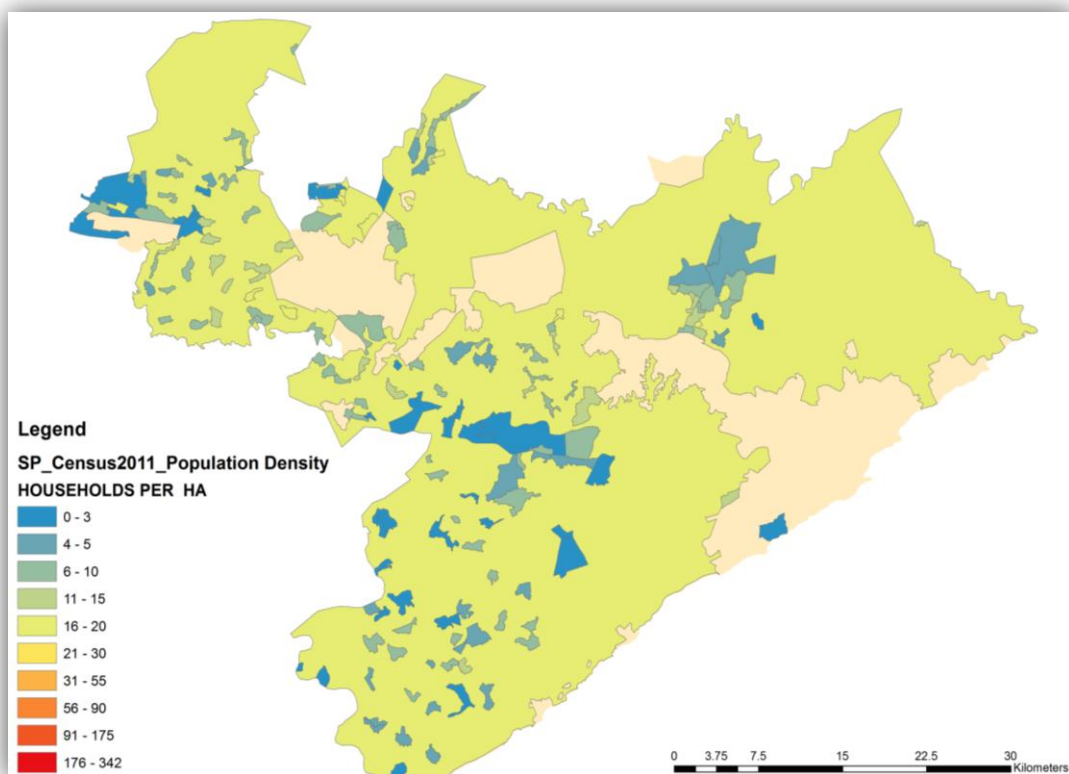 Legend
SP_Census2011_Population Density
HOUSEHOLDS PER HA
0 - 3
4 - 5
6 - 10
11 - 15
16 - 20
21 - 30
31 - 55
56 - 90
91 - 175
176 - 342
0 3.75 7.5 15 22.5 30
Kilometers